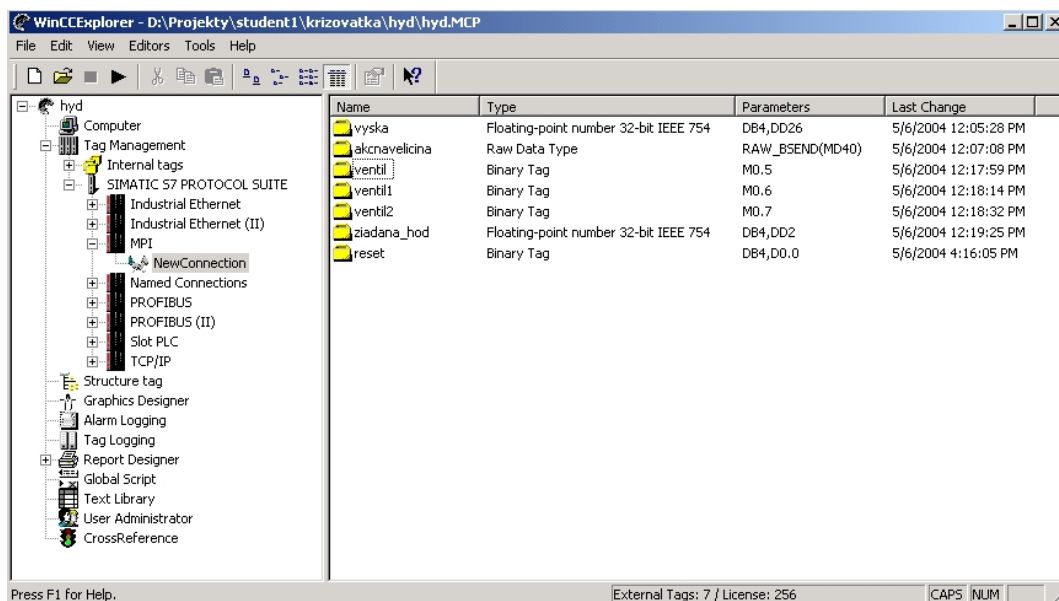 WinCCExplorer - D:\Projekty\student1\krizovatka\hyd\hyd.MCP
File Edit View Editors Tools Help
hyd
Computer
Tag Management
Internal tags
SIMATIC S7 PROTOCOL SUITE
Industrial Ethernet
Industrial Ethernet (II)
MPI
NewConnection
Named Connections
PROFIBUS
PROFIBUS (II)
Slot PLC
TCP/IP
Structure tag
Graphics Designer
Alarm Logging
Tag Logging
Report Designer
Global Script
Text Library
User Administrator
CrossReference
Name Type Parameters Last Change
vyska Floating-point number 32-bit IEEE 754 DB4,DD26 5/6/2004 12:05:28 PM
akcnavelicina Raw Data Type RAW_BSEND(MD40) 5/6/2004 12:07:08 PM
ventil Binary Tag M0.5 5/6/2004 12:17:59 PM
ventil1 Binary Tag M0.6 5/6/2004 12:18:14 PM
ventil2 Binary Tag M0.7 5/6/2004 12:18:32 PM
ziadana_hod Floating-point number 32-bit IEEE 754 DB4,DD2 5/6/2004 12:19:25 PM
reset Binary Tag DB4,D0.0 5/6/2004 4:16:05 PM
Press F1 for Help. External Tags: 7 / License: 256 CAPS NUM